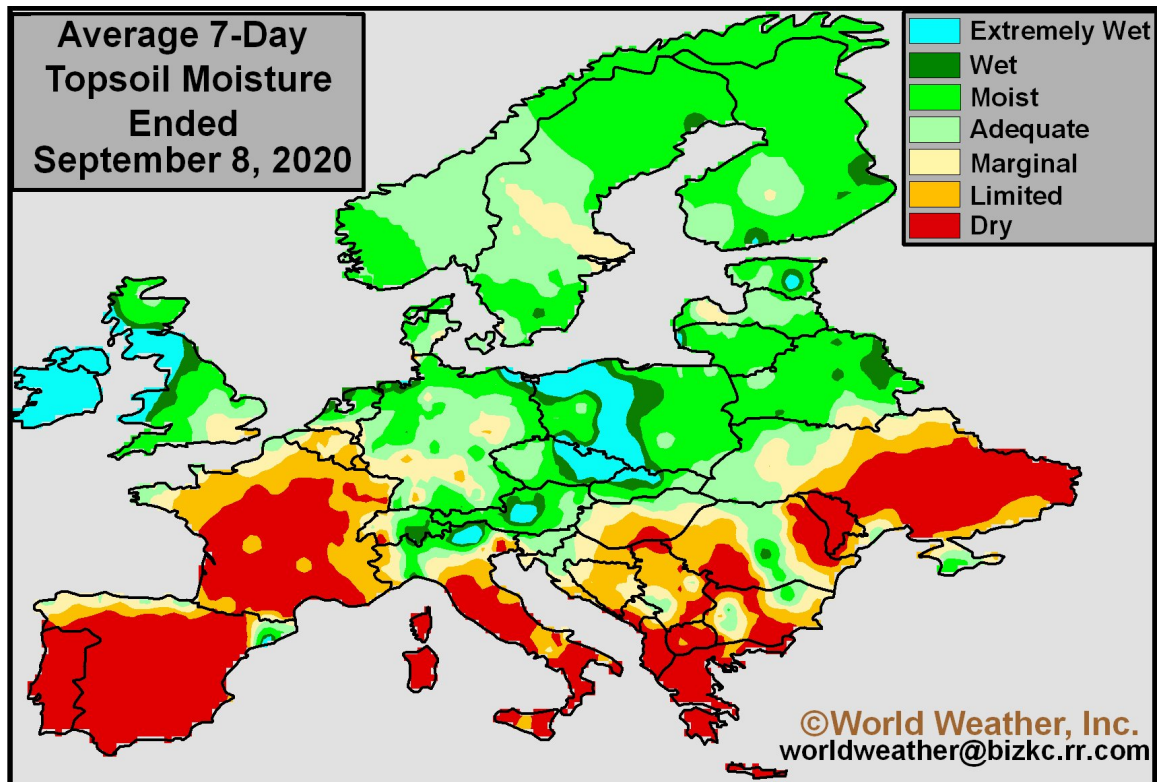 Average 7-Day
Topsoil Moisture
Ended
September 8, 2020
Extremely Wet
Wet
Moist
Adequate
Marginal
Limited
Dry
©World Weather, Inc.
worldweather@bizkc.rr.com